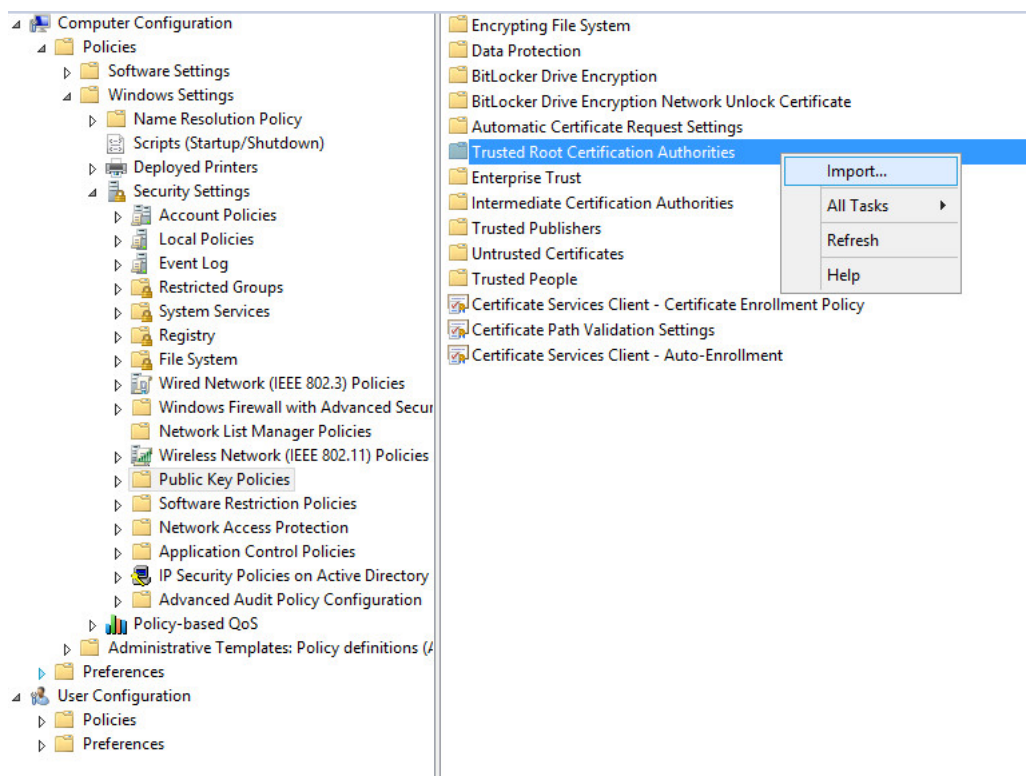 Computer Configuration
Policies
Software Settings
Windows Settings
Name Resolution Policy
Scripts (Startup/Shutdown)
Deployed Printers
Security Settings
Account Policies
Local Policies
Event Log
Restricted Groups
System Services
Registry
File System
Wired Network (IEEE 802.3) Policies
Windows Firewall with Advanced Secur
Network List Manager Policies
Wireless Network (IEEE 802.11) Policies
Public Key Policies
Software Restriction Policies
Network Access Protection
Application Control Policies
IP Security Policies on Active Directory
Advanced Audit Policy Configuration
Policy-based QoS
Administrative Templates: Policy definitions (A
Preferences
User Configuration
Policies
Preferences
Encrypting File System
Data Protection
BitLocker Drive Encryption
BitLocker Drive Encryption Network Unlock Certificate
Automatic Certificate Request Settings
Trusted Root Certification Authorities
Enterprise Trust
Intermediate Certification Authorities
Trusted Publishers
Untrusted Certificates
Trusted People
Certificate Services Client - Certificate Enrollment Policy
Certificate Path Validation Settings
Certificate Services Client - Auto-Enrollment
Import...
All Tasks
Refresh
Help